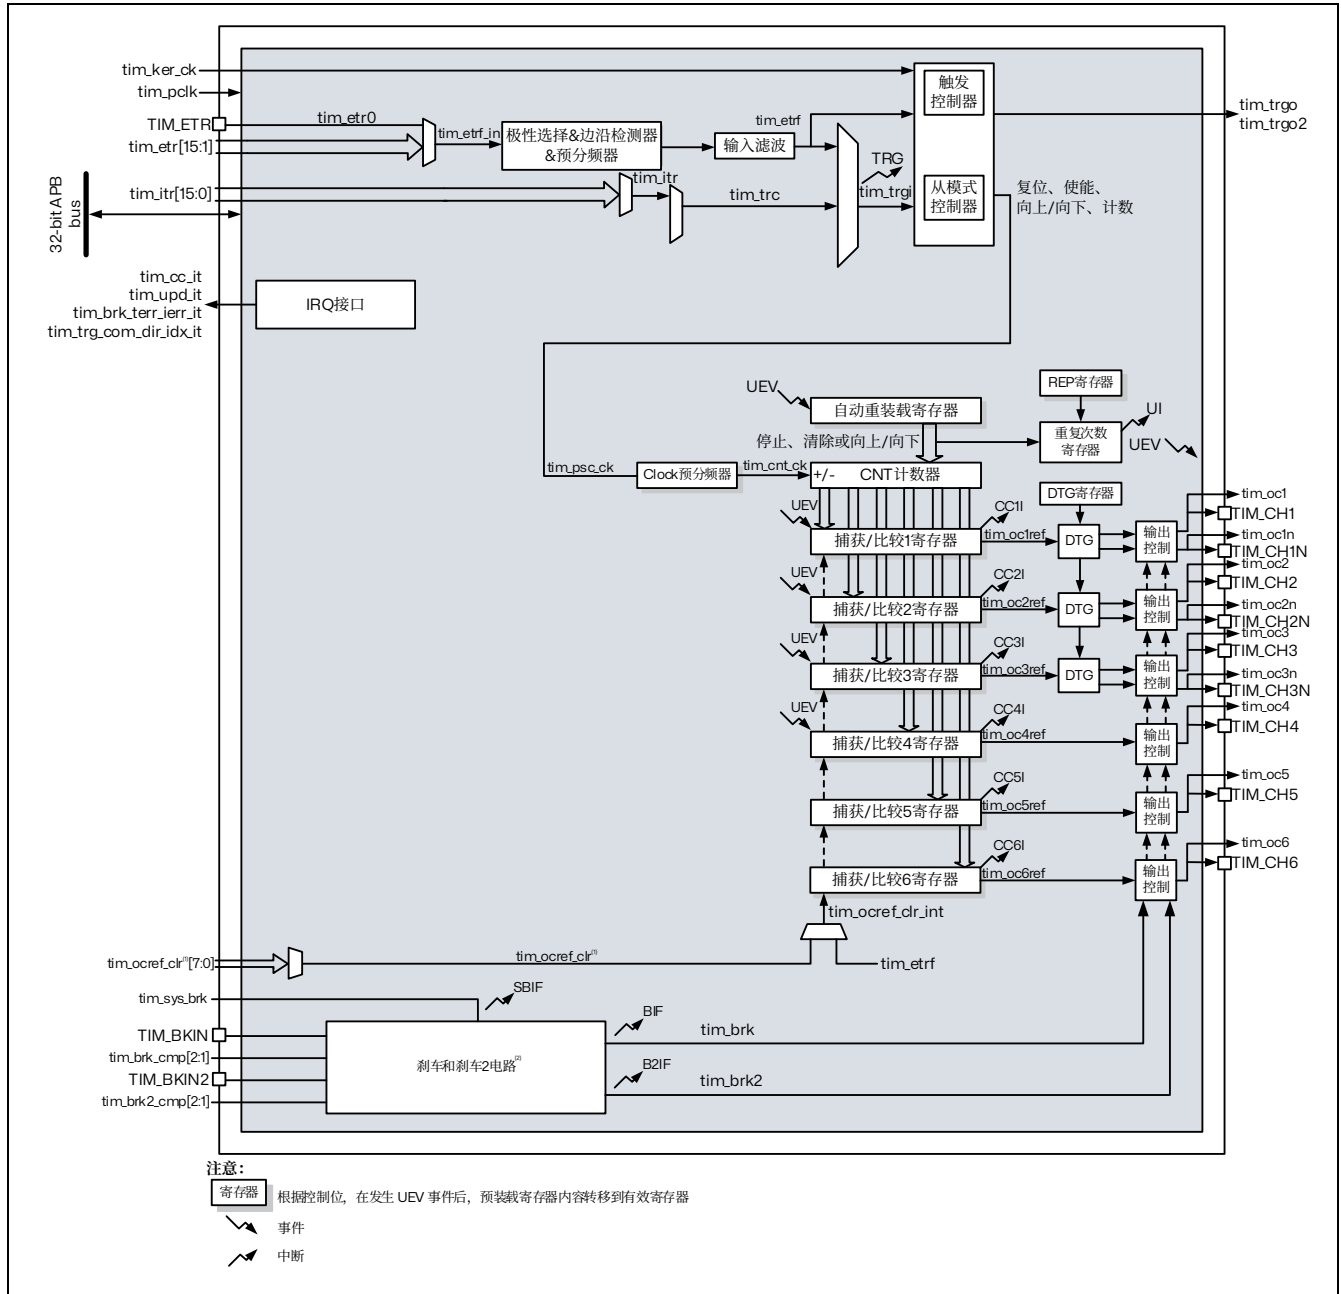 tim_ker_ck
tim_pclk
TIM_ETR
tim_etr[15:1]
tim_itr[15:0]
32-bit APB
bus
tim_etr0
tim_etrf_in
极性选择&边沿检测器
&预分频器
输入滤波
tim_etrf
tim_itr
tim_trc
TRG
tim_trgi
触发
控制器
从模式
控制器
复位、使能、
向上/向下、计数
tim_trgo
tim_trgo2
tim_cc_it
tim_upd_it
tim_brk_terr_ierr_it
tim_trg_com_dir_idx_it
IRQ接口
UEV
自动重装载寄存器
REP寄存器
停止、清除或向上/向下
重复次数
寄存器
UI
UEV
tim_psc_ck
Clock预分频器
tim_cnt_ck
+/- CNT计数器
DTG寄存器
UEV
CC1I
捕获/比较1寄存器
tim_oc1ref
DTG
输出
控制
tim_oc1
TIM_CH1
tim_oc1n
TIM_CH1N
UEV
CC2I
捕获/比较2寄存器
tim_oc2ref
DTG
输出
控制
tim_oc2
TIM_CH2
tim_oc2n
TIM_CH2N
UEV
CC3I
捕获/比较3寄存器
tim_oc3ref
DTG
输出
控制
tim_oc3
TIM_CH3
tim_oc3n
TIM_CH3N
UEV
CC4I
捕获/比较4寄存器
tim_oc4ref
输出
控制
tim_oc4
TIM_CH4
CC5I
捕获/比较5寄存器
tim_oc5ref
输出
控制
tim_oc5
TIM_CH5
CC6I
捕获/比较6寄存器
tim_oc6ref
输出
控制
tim_oc6
TIM_CH6
tim_ocref_clr_int
tim_ocref_clr(1)[7:0]
tim_ocref_clr(1)
tim_etrf
tim_sys_brk
SBIF
TIM_BKIN
tim_brk_cmp[2:1]
TIM_BKIN2
tim_brk2_cmp[2:1]
刹车和刹车2电路(2)
BIF
tim_brk
B2IF
tim_brk2
注意：
寄存器
根据控制位，在发生 UEV 事件后，预装载寄存器内容转移到有效寄存器
事件
中断